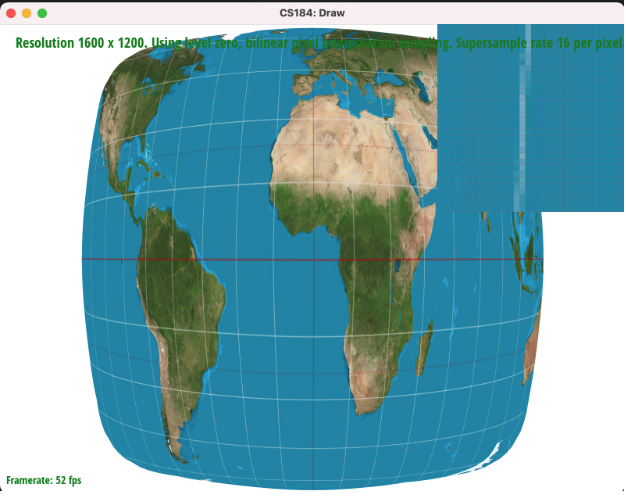 CS184: Draw
Resolution 1600 x 1200. Using level zero, bilinear pixel sampling. Supersample rate 16 per pixel
Framerate: 52 fps